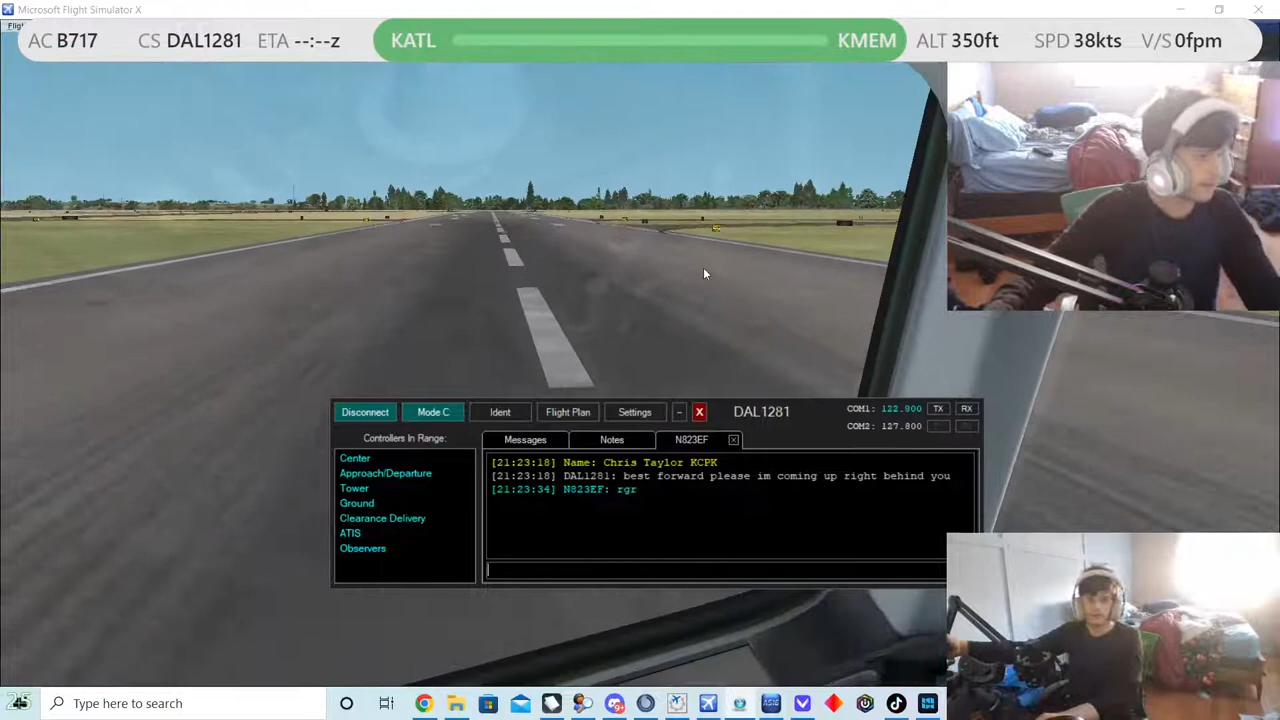 Microsoft Flight Simulator X
AC B717 CS DAL1281 ETA --:--z KATL KMEM ALT 350ft SPD 38kts V/S 0fpm
Disconnect Mode C Ident Flight Plan Settings - X DAL1281 COM1: 122.800 TX RX
COM2: 127.800
Controllers In Range:
Center
Approach/Departure
Tower
Ground
Clearance Delivery
ATIS
Observers
Messages Notes N823EF X
[21:23:18] Name: Chris Taylor KCPK
[21:23:18] DAL1281: best forward please im coming up right behind you
[21:23:34] N823EF: rgr
Type here to search